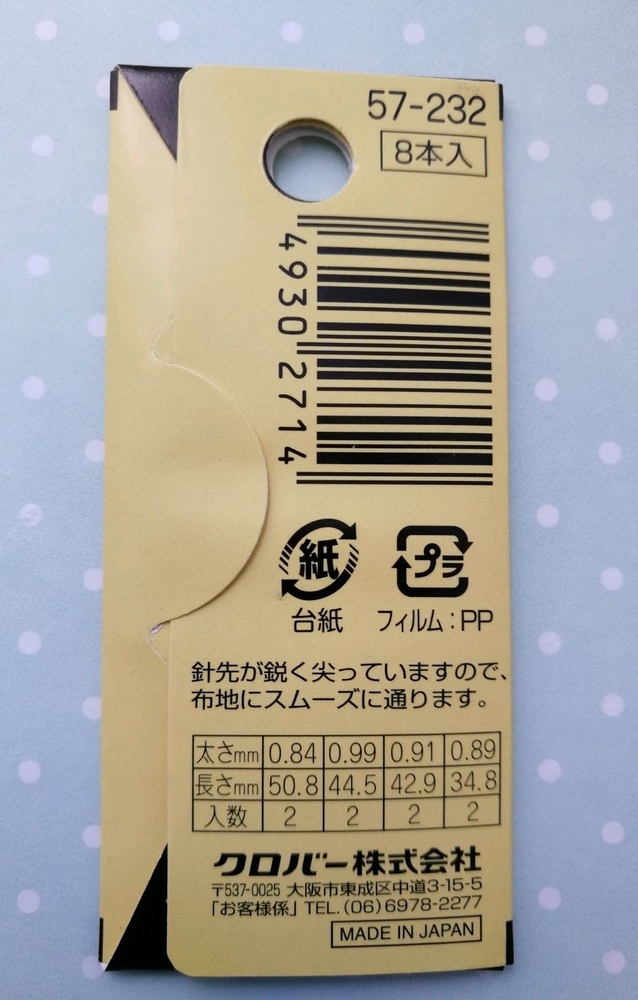 57-232
8本入
4930 2714
紙
プラ
台紙
フィルム:PP
針先が鋭く尖っていますので、
布地にスムーズに通ります。
太さmm 0.84 0.99 0.91 0.89
長さmm 50.8 44.5 42.9 34.8
入数 2 2 2 2
クロバー株式会社
〒537-0025 大阪市東成区中道3-15-5
「お客様係」TEL.(06)6978-2277
MADE IN JAPAN